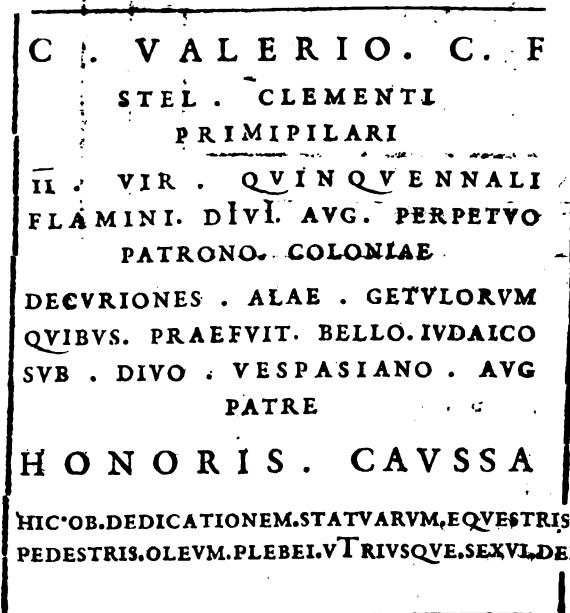 C . VALERIO. C. F
STEL . CLEMENTI
PRIMIPILARI
II . VIR . QVINQVENNALI
FLAMINI. DIVI. AVG. PERPETVO
PATRONO. COLONIAE
DECVRIONES . ALAE . GETVLORVM
QVIBVS. PRAEFVIT. BELLO. IVDAICO
SVB . DIVO . VESPASIANO . AVG
PATRE
HONORIS. CAVSSA
HIC·OB.DEDICATIONEM.STATVARVM.EQVESTRIS
PEDESTRIS.OLEVM.PLEBEI.VTRIVSQVE.SEXVI.DE